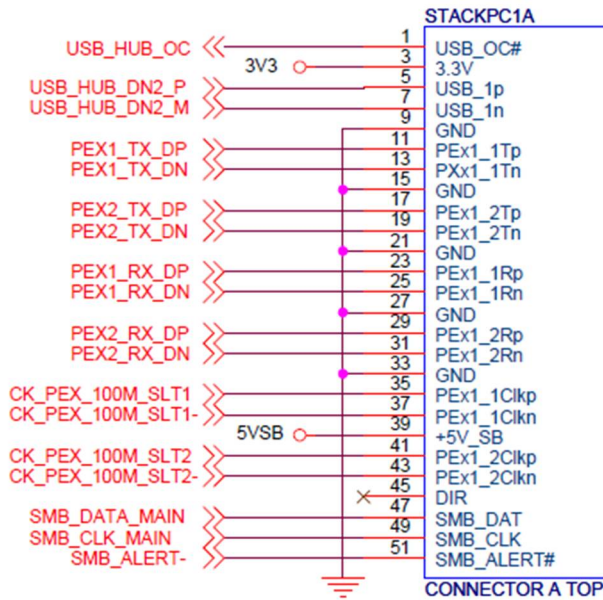 STACKPC1A
USB_HUB_OC 1 USB_OC#
3V3 3 3.3V
USB_HUB_DN2_P 5 USB_1p
USB_HUB_DN2_M 7 USB_1n
9 GND
PEX1_TX_DP 11 PEx1_1Tp
PEX1_TX_DN 13 PXx1_1Tn
15 GND
PEX2_TX_DP 17 PEx1_2Tp
PEX2_TX_DN 19 PEx1_2Tn
21 GND
PEX1_RX_DP 23 PEx1_1Rp
PEX1_RX_DN 25 PEx1_1Rn
27 GND
PEX2_RX_DP 29 PEx1_2Rp
PEX2_RX_DN 31 PEx1_2Rn
33 GND
CK_PEX_100M_SLT1 35 PEx1_1Clkp
CK_PEX_100M_SLT1- 37 PEx1_1Clkn
5VSB 39 +5V_SB
CK_PEX_100M_SLT2 41 PEx1_2Clkp
CK_PEX_100M_SLT2- 43 PEx1_2Clkn
45 DIR
SMB_DATA_MAIN 47 SMB_DAT
SMB_CLK_MAIN 49 SMB_CLK
SMB_ALERT- 51 SMB_ALERT#
CONNECTOR A TOP